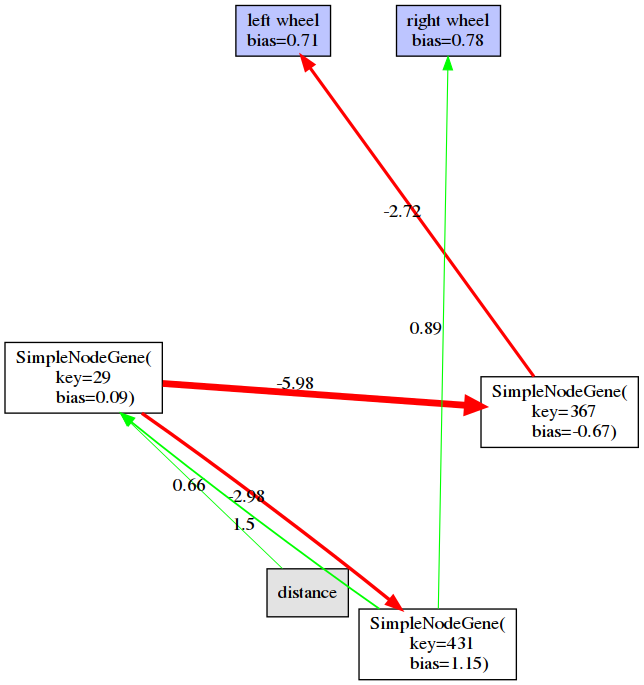 left wheel
bias=0.71
right wheel
bias=0.78
-2.72
0.89
SimpleNodeGene(
key=29
bias=0.09)
-5.98
SimpleNodeGene(
key=367
bias=-0.67)
0.66
-2.98
1.5
distance
SimpleNodeGene(
key=431
bias=1.15)